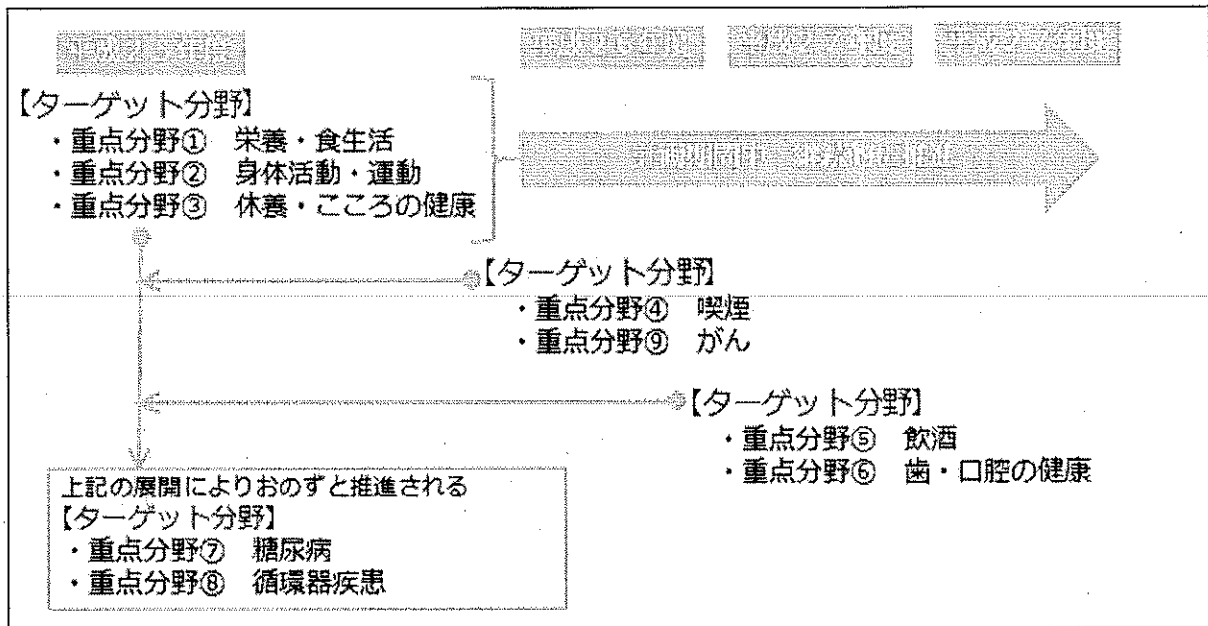 【ターゲット分野】
・重点分野① 栄養・食生活
・重点分野② 身体活動・運動
・重点分野③ 休養・こころの健康
【ターゲット分野】
・重点分野④ 喫煙
・重点分野⑨ がん
【ターゲット分野】
・重点分野⑤ 飲酒
・重点分野⑥ 歯・口腔の健康
上記の展開によりおのずと推進される
【ターゲット分野】
・重点分野⑦ 糖尿病
・重点分野⑧ 循環器疾患